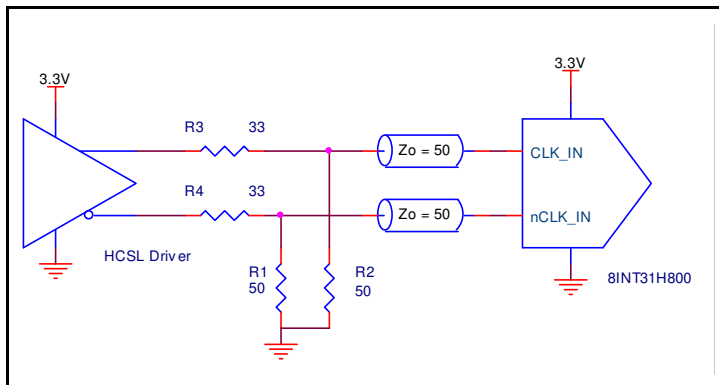 3.3V
3.3V
R3 33
Zo = 50
CLK_IN
R4 33
Zo = 50
nCLK_IN
HCSL Driver
R1
50
R2
50
8INT31H800